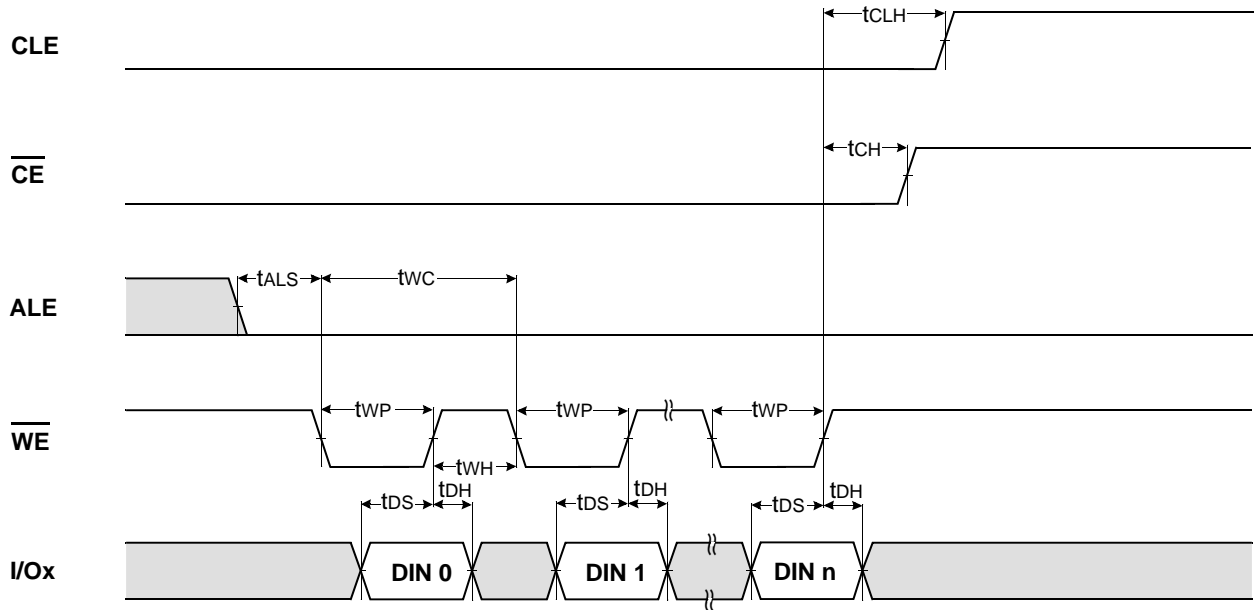 tCLH
CLE
tCH
CE
tALS
tWC
ALE
tWP
tWP
tWP
WE
tWH
tDS
tDH
tDS
tDH
tDS
tDH
I/Ox
DIN 0
DIN 1
DIN n